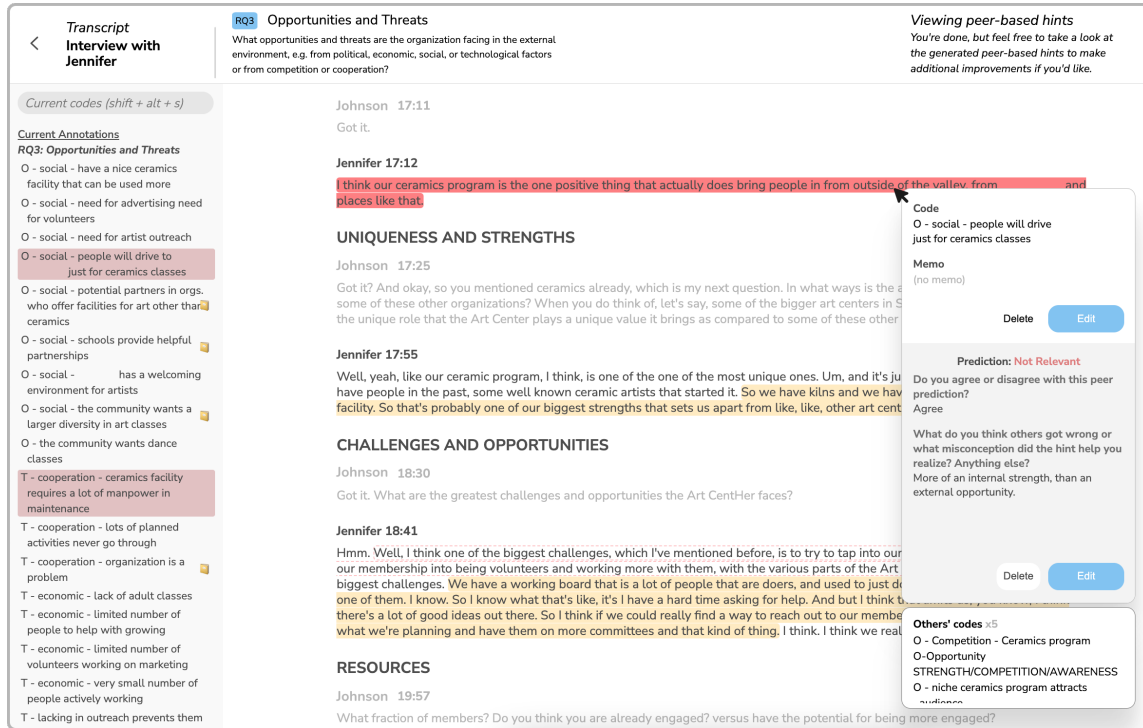 Transcript
Interview with
Jennifer
RQ3 Opportunities and Threats
What opportunities and threats are the organization facing in the external
environment, e.g. from political, economic, social, or technological factors
or from competition or cooperation?
Viewing peer-based hints
You're done, but feel free to take a look at
the generated peer-based hints to make
additional improvements if you'd like.
Current codes (shift + alt + s)
Current Annotations
RQ3: Opportunities and Threats
O - social - have a nice ceramics
facility that can be used more
O - social - need for advertising need
for volunteers
O - social - need for artist outreach
O - social - people will drive to
just for ceramics classes
O - social - potential partners in orgs.
who offer facilities for art other than
ceramics
O - social - schools provide helpful
partnerships
O - social - has a welcoming
environment for artists
O - social - the community wants a
larger diversity in art classes
O - the community wants dance
classes
T - cooperation - ceramics facility
requires a lot of manpower in
maintenance
T - cooperation - lots of planned
activities never go through
T - cooperation - organization is a
problem
T - economic - lack of adult classes
T - economic - limited number of
people to help with growing
T - economic - limited number of
volunteers working on marketing
T - economic - very small number of
people actively working
T - lacking in outreach prevents them
Johnson 17:11
Got it.
Jennifer 17:12
I think our ceramics program is the one positive thing that actually does bring people in from outside of the valley, from and
places like that.
UNIQUENESS AND STRENGTHS
Johnson 17:25
Got it? And okay, so you mentioned ceramics already, which is my next question. In what ways is the a
some of these other organizations? When you do think of, let's say, some of the bigger art centers in S
the unique role that the Art Center plays a unique value it brings as compared to some of these other
Jennifer 17:55
Well, yeah, like our ceramic program, I think, is one of the one of the most unique ones. Um, and it's ju
have people in the past, some well known ceramic artists that started it. So we have kilns and we hav
facility. So that's probably one of our biggest strengths that sets us apart from like, like, other art cent
CHALLENGES AND OPPORTUNITIES
Johnson 18:30
Got it. What are the greatest challenges and opportunities the Art CentHer faces?
Jennifer 18:41
Hmm. Well, I think one of the biggest challenges, which I've mentioned before, is to try to tap into our
our membership into being volunteers and working more with them, with the various parts of the Art
biggest challenges. We have a working board that is a lot of people that are doers, and used to just do
one of them. I know. So I know what that's like, it's I have a hard time asking for help. And but I think
there's a lot of good ideas out there. So I think if we could really find a way to reach out to our membe
what we're planning and have them on more committees and that kind of thing. I think. I think we real
RESOURCES
Johnson 19:57
What fraction of members? Do you think you are already engaged? versus have the potential for being more engaged?
Code
O - social - people will drive
just for ceramics classes
Memo
(no memo)
Delete Edit
Prediction: Not Relevant
Do you agree or disagree with this peer
prediction?
Agree
What do you think others got wrong or
what misconception did the hint help you
realize? Anything else?
More of an internal strength, than an
external opportunity.
Delete Edit
Others' codes x5
O - Competition - Ceramics program
O-Opportunity
STRENGTH/COMPETITION/AWARENESS
O - niche ceramics program attracts
audience